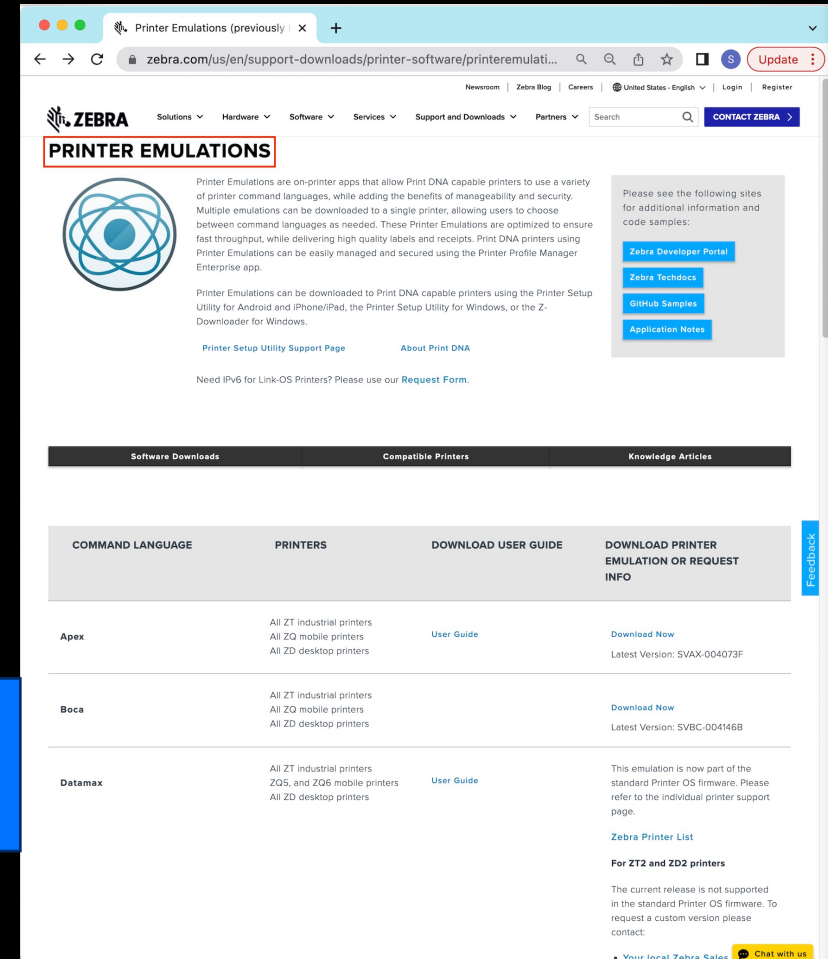 Printer Emulations (previously
zebra.com/us/en/support-downloads/printer-software/printeremulati...
S
Update
Newsroom | Zebra Blog | Careers | United States - English | Login | Register
ZEBRA
Solutions Hardware Software Services Support and Downloads Partners Search CONTACT ZEBRA
PRINTER EMULATIONS
Printer Emulations are on-printer apps that allow Print DNA capable printers to use a variety
of printer command languages, while adding the benefits of manageability and security.
Multiple emulations can be downloaded to a single printer, allowing users to choose
between command languages as needed. These Printer Emulations are optimized to ensure
fast throughput, while delivering high quality labels and receipts. Print DNA printers using
Printer Emulations can be easily managed and secured using the Printer Profile Manager
Enterprise app.
Printer Emulations can be downloaded to Print DNA capable printers using the Printer Setup
Utility for Android and iPhone/iPad, the Printer Setup Utility for Windows, or the Z-
Downloader for Windows.
Printer Setup Utility Support Page About Print DNA
Need IPv6 for Link-OS Printers? Please use our Request Form.
Please see the following sites
for additional information and
code samples:
Zebra Developer Portal
Zebra Techdocs
GitHub Samples
Application Notes
Software Downloads Compatible Printers Knowledge Articles
COMMAND LANGUAGE PRINTERS DOWNLOAD USER GUIDE DOWNLOAD PRINTER
EMULATION OR REQUEST
INFO
Feedback
Apex
All ZT industrial printers
All ZQ mobile printers
All ZD desktop printers
User Guide
Download Now
Latest Version: SVAX-004073F
Boca
All ZT industrial printers
All ZQ mobile printers
All ZD desktop printers
Download Now
Latest Version: SVBC-004146B
Datamax
All ZT industrial printers
ZQ5, and ZQ6 mobile printers
All ZD desktop printers
User Guide
This emulation is now part of the
standard Printer OS firmware. Please
refer to the individual printer support
page.
Zebra Printer List
For ZT2 and ZD2 printers
The current release is not supported
in the standard Printer OS firmware. To
request a custom version please
contact:
• Your local Zebra Sales
Chat with us